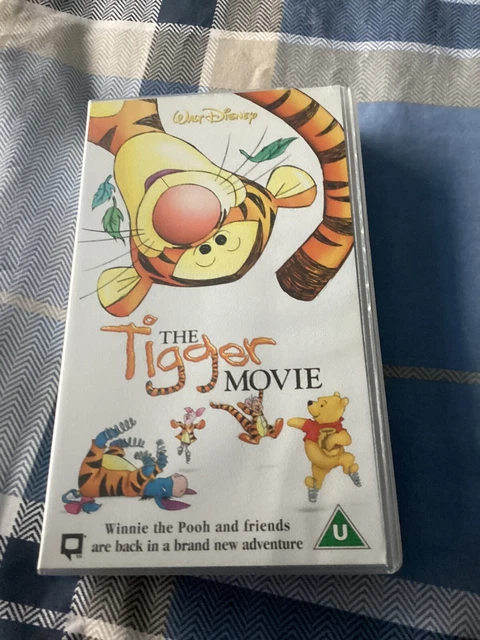 WALT DISNEY
THE
Tigger
MOVIE
Winnie the Pooh and friends
are back in a brand new adventure
U